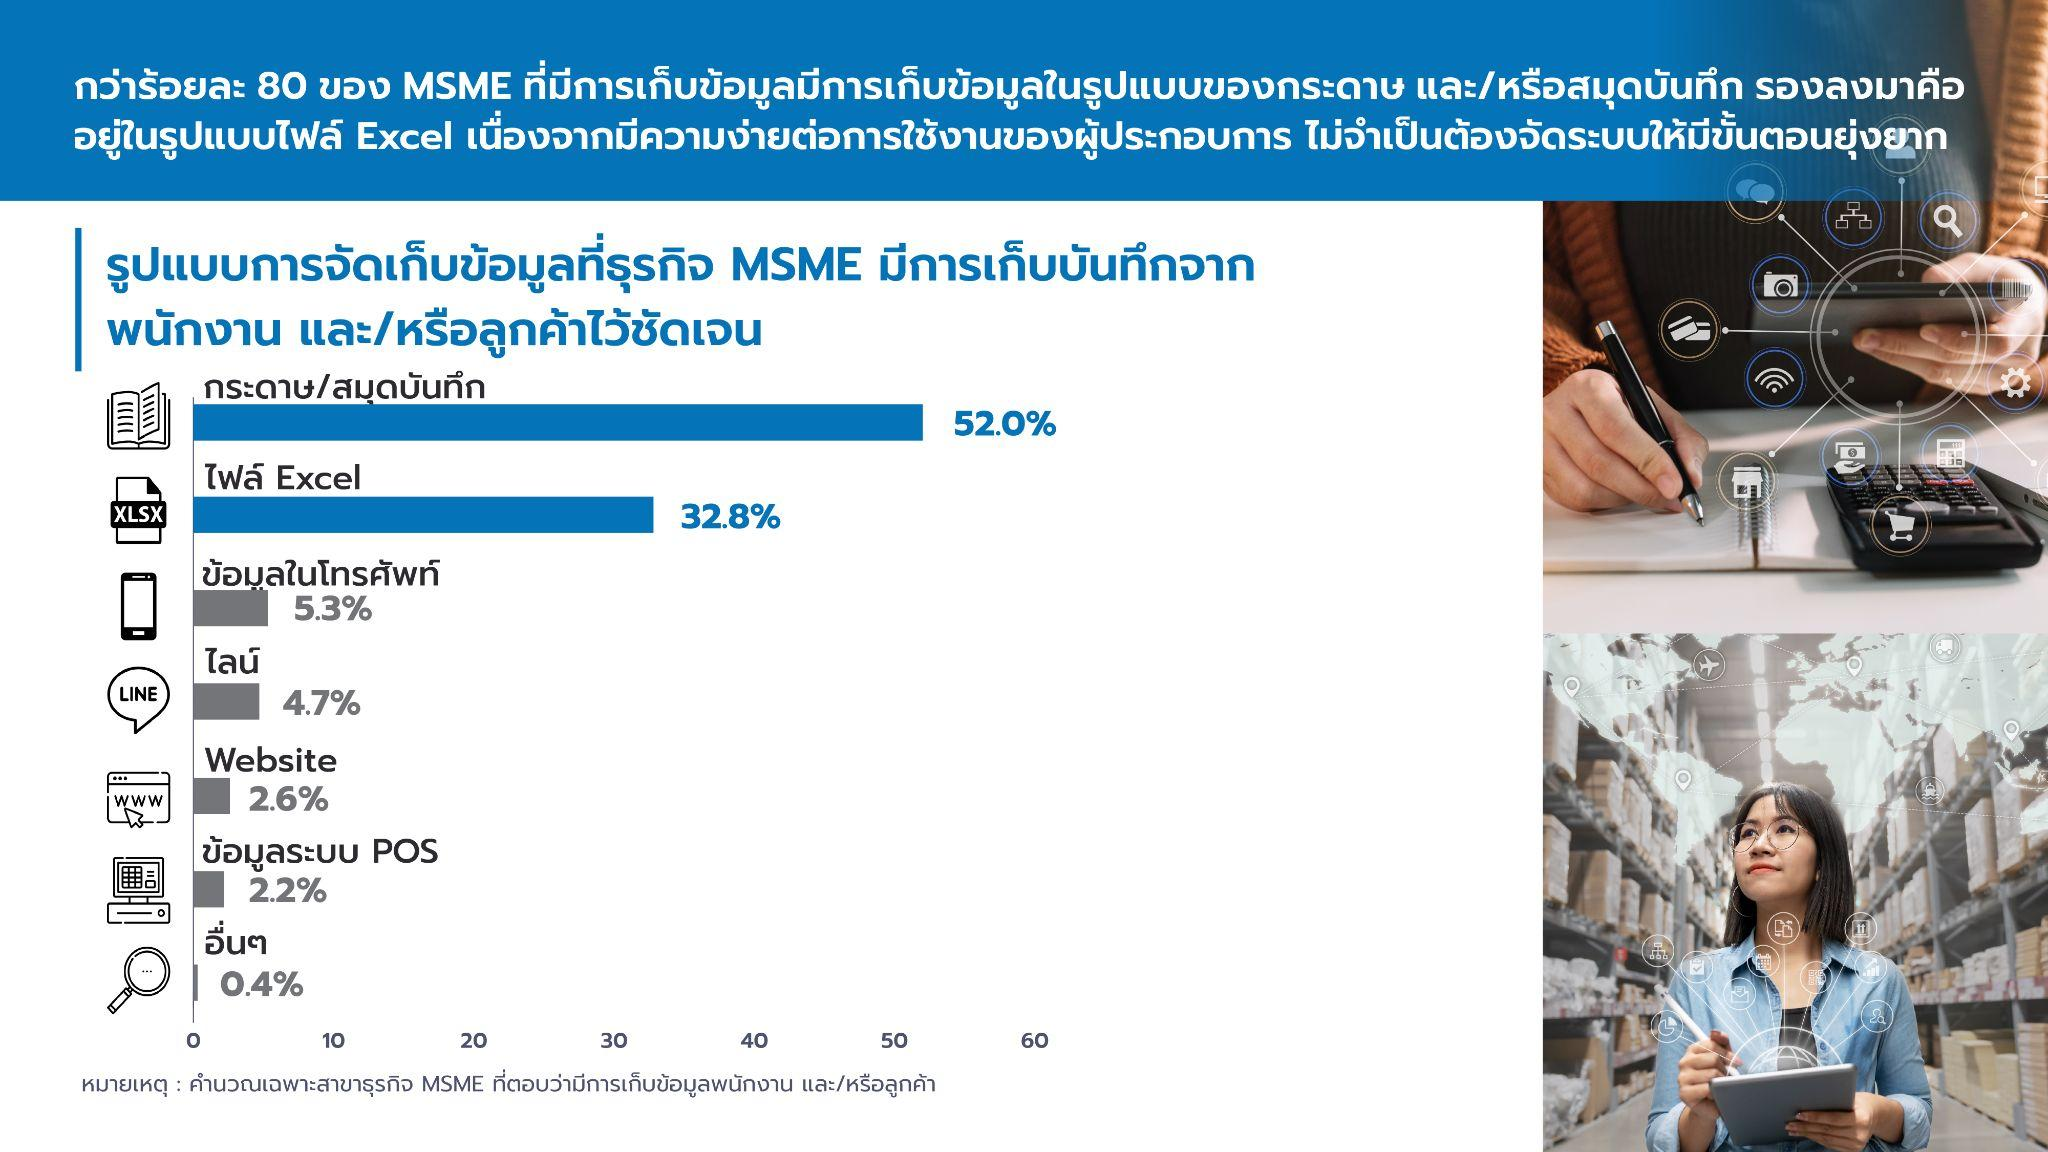 กว่าร้อยละ 80 ของ MSME ที่มีการเก็บข้อมูลมีการเก็บข้อมูลในรูปแบบของกระดาษ และ/หรือสมุดบันทึก รองลงมาคือ
อยู่ในรูปแบบไฟล์ Excel เนื่องจากมีความง่ายต่อการใช้งานของผู้ประกอบการ ไม่จำเป็นต้องจัดระบบให้มีขั้นตอนยุ่งยาก
รูปแบบการจัดเก็บข้อมูลที่ธุรกิจ MSME มีการเก็บบันทึกจาก
พนักงาน และ/หรือลูกค้าไว้ชัดเจน
กระดาษ/สมุดบันทึก
52.0%
ไฟล์ Excel
XLSX
32.8%
ข้อมูลในโทรศัพท์
5.3%
ไลน์
LINE
4.7%
Website
WWW
2.6%
ข้อมูลระบบ POS
2.2%
อื่นๆ
0.4%
0 10 20 30 40 50 60
หมายเหตุ : คำนวณเฉพาะสาขาธุรกิจ MSME ที่ตอบว่ามีการเก็บข้อมูลพนักงาน และ/หรือลูกค้า